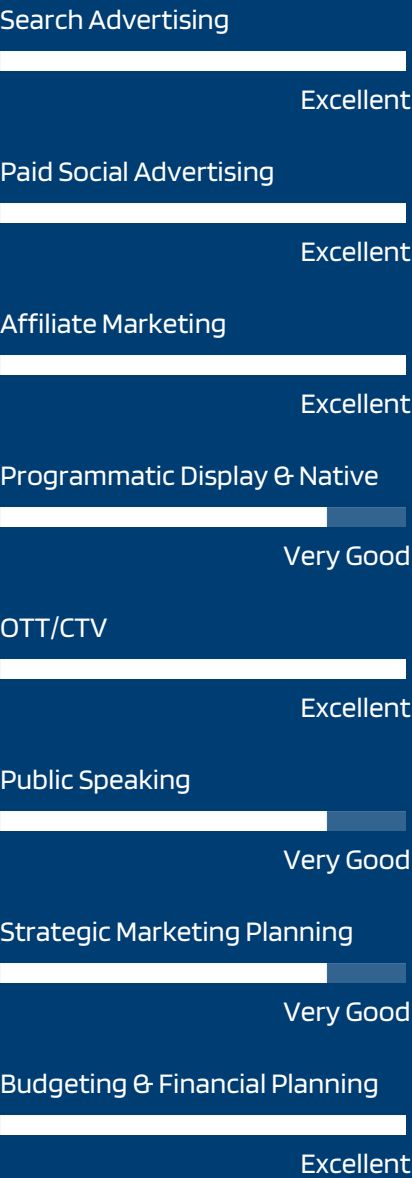 Search Advertising
Excellent
Paid Social Advertising
Excellent
Affiliate Marketing
Excellent
Programmatic Display & Native
Very Good
OTT/CTV
Excellent
Public Speaking
Very Good
Strategic Marketing Planning
Very Good
Budgeting & Financial Planning
Excellent